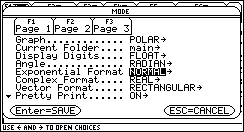 MODE
F1 F2 F3
Page 1 Page 2 Page 3
Graph............. POLAR→
Current Folder.... main→
Display Digits.... FLOAT→
Angle............. RADIAN→
Exponential Format NORMAL→
Complex Format.... REAL→
Vector Format..... RECTANGULAR→
▼ Pretty Print...... ON→
Enter=SAVE ESC=CANCEL
USE ← AND → TO OPEN CHOICES